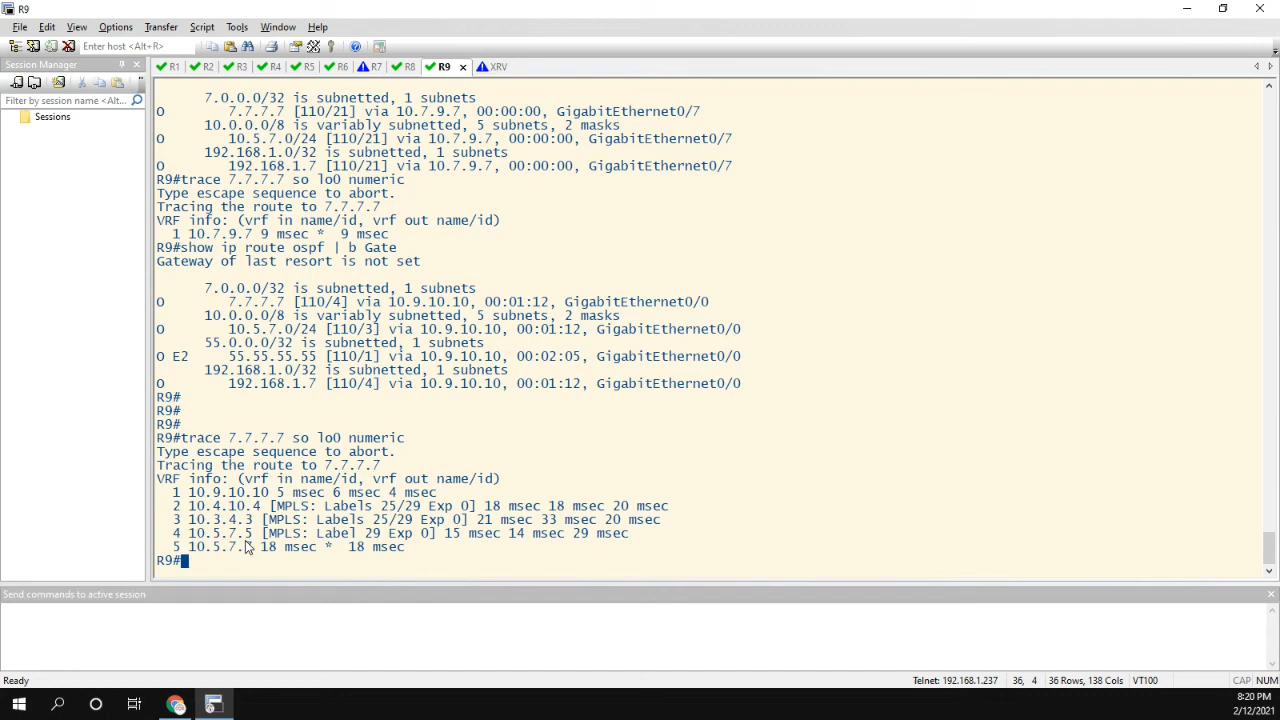 R9
File Edit View Options Transfer Script Tools Window Help
Enter host <Alt+R>
Session Manager
R1 R2 R3 R4 R5 R6 R7 R8 R9 XRV
Filter by session name <Alt...
Sessions
7.0.0.0/32 is subnetted, 1 subnets
O 7.7.7.7 [110/21] via 10.7.9.7, 00:00:00, GigabitEthernet0/7
10.0.0.0/8 is variably subnetted, 5 subnets, 2 masks
O 10.5.7.0/24 [110/21] via 10.7.9.7, 00:00:00, GigabitEthernet0/7
192.168.1.0/32 is subnetted, 1 subnets
O 192.168.1.7 [110/21] via 10.7.9.7, 00:00:00, GigabitEthernet0/7
R9#trace 7.7.7.7 so lo0 numeric
Type escape sequence to abort.
Tracing the route to 7.7.7.7
VRF info: (vrf in name/id, vrf out name/id)
1 10.7.9.7 9 msec * 9 msec
R9#show ip route ospf | b Gate
Gateway of last resort is not set
7.0.0.0/32 is subnetted, 1 subnets
O 7.7.7.7 [110/4] via 10.9.10.10, 00:01:12, GigabitEthernet0/0
10.0.0.0/8 is variably subnetted, 5 subnets, 2 masks
O 10.5.7.0/24 [110/3] via 10.9.10.10, 00:01:12, GigabitEthernet0/0
55.0.0.0/32 is subnetted, 1 subnets
O E2 55.55.55.55 [110/1] via 10.9.10.10, 00:02:05, GigabitEthernet0/0
192.168.1.0/32 is subnetted, 1 subnets
O 192.168.1.7 [110/4] via 10.9.10.10, 00:01:12, GigabitEthernet0/0
R9#
R9#
R9#
R9#trace 7.7.7.7 so lo0 numeric
Type escape sequence to abort.
Tracing the route to 7.7.7.7
VRF info: (vrf in name/id, vrf out name/id)
1 10.9.10.10 5 msec 6 msec 4 msec
2 10.4.10.4 [MPLS: Labels 25/29 Exp 0] 18 msec 18 msec 20 msec
3 10.3.4.3 [MPLS: Labels 25/29 Exp 0] 21 msec 33 msec 20 msec
4 10.5.7.5 [MPLS: Label 29 Exp 0] 15 msec 14 msec 29 msec
5 18 msec * 18 msec
R9#
Send commands to active session
Ready Telnet: 192.168.1.237 36, 4 36 Rows, 138 Cols VT100 CAP NUM
8:20 PM
2/12/2021